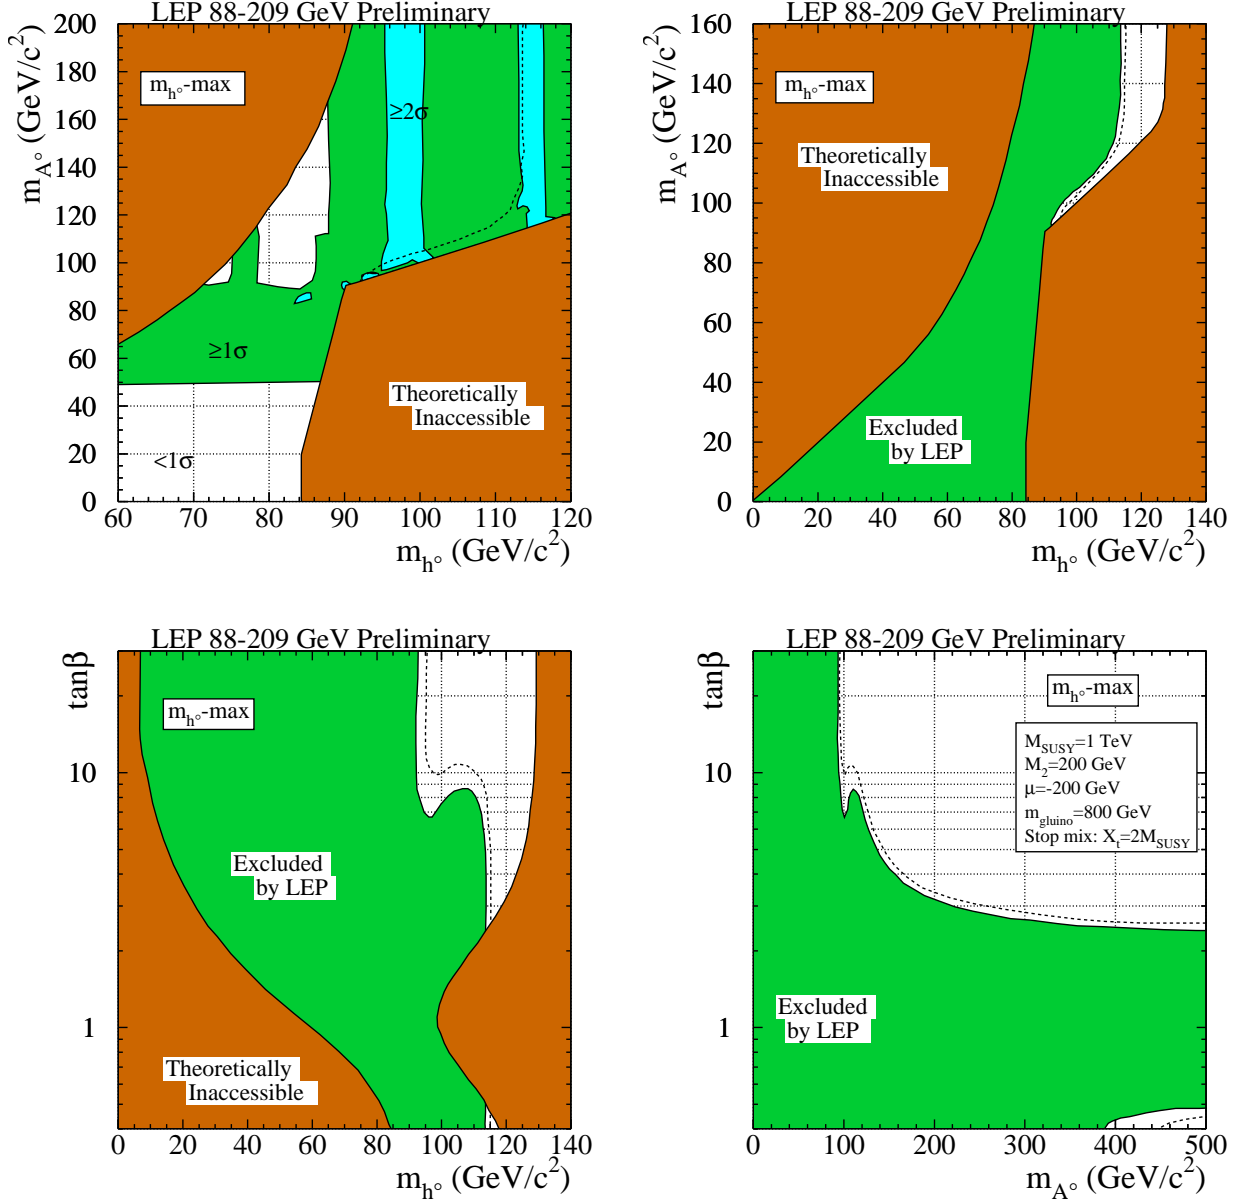 LEP 88-209 GeV Preliminary
m_A° (GeV/c²)
200
180
160
140
120
100
80
60
40
20
0
m_h°-max
≥2σ
≥1σ
<1σ
Theoretically
Inaccessible
60 70 80 90 100 110 120
m_h° (GeV/c²)
LEP 88-209 GeV Preliminary
m_A° (GeV/c²)
160
140
120
100
80
60
40
20
0
m_h°-max
Theoretically
Inaccessible
Excluded
by LEP
0 20 40 60 80 100 120 140
m_h° (GeV/c²)
LEP 88-209 GeV Preliminary
tanβ
10
1
m_h°-max
Excluded
by LEP
Theoretically
Inaccessible
0 20 40 60 80 100 120 140
m_h° (GeV/c²)
LEP 88-209 GeV Preliminary
tanβ
10
1
m_h°-max
M_SUSY=1 TeV
M_2=200 GeV
μ=-200 GeV
m_gluino=800 GeV
Stop mix: X_t=2M_SUSY
Excluded
by LEP
0 100 200 300 400 500
m_A° (GeV/c²)